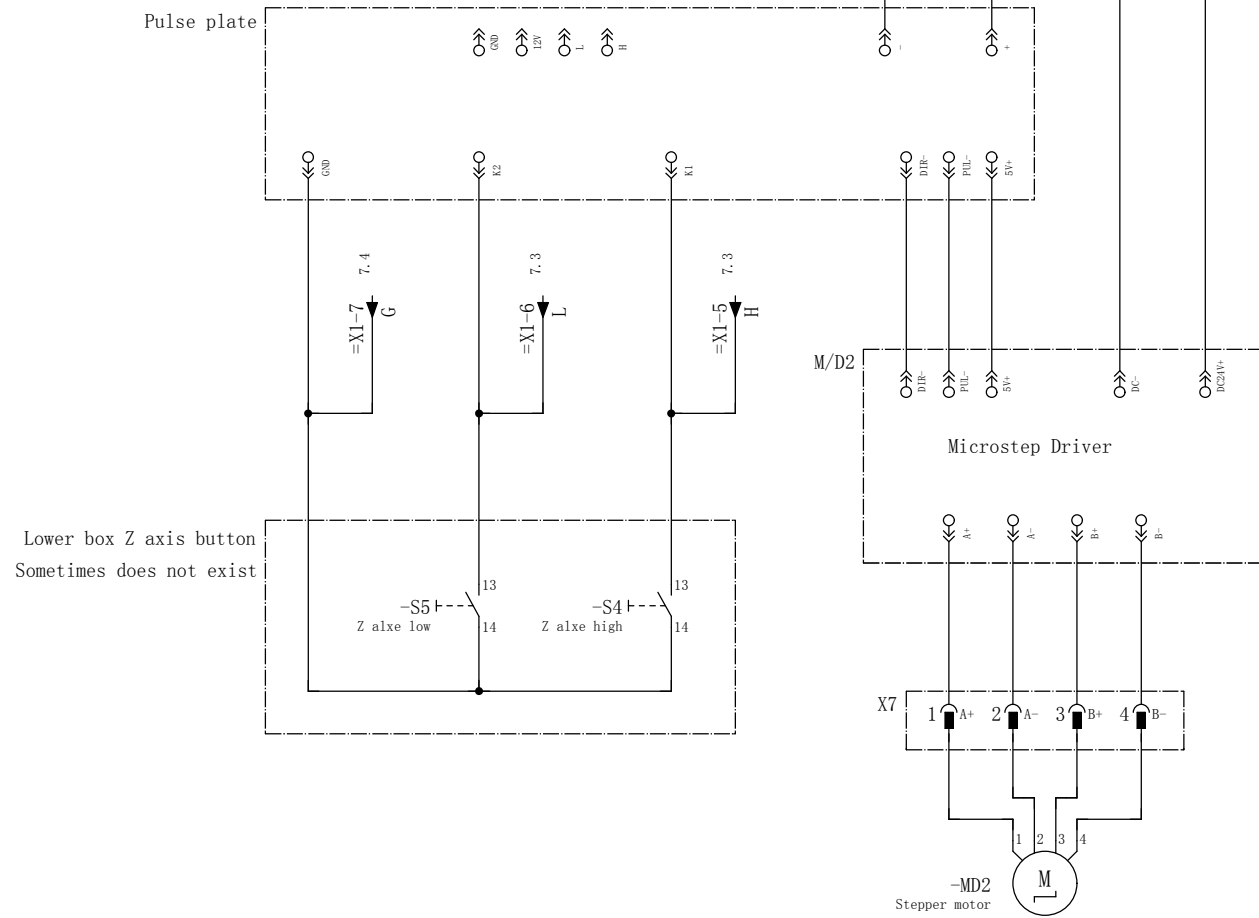 Pulse plate
GND
12V
L
H
-
+
GND
K2
K1
DIR-
PUL-
5V+
7.4
7.3
7.3
=X1-7
G
=X1-6
L
=X1-5
H
M/D2
DIR-
PUL-
5V+
DC-
DC24V+
Microstep Driver
A+
A-
B+
B-
Lower box Z axis button
Sometimes does not exist
13
13
-S5
-S4
Z alxe low
14
Z alxe high
14
X7
1 A+
2 A-
3 B+
4 B-
1
2
3
4
M
-MD2
Stepper motor